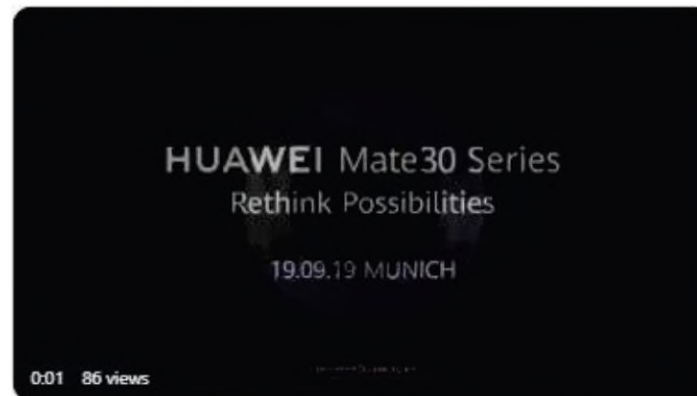 HUAWEI Mate30 Series
Rethink Possibilities
19.09.19 MUNICH
0:01 86 views